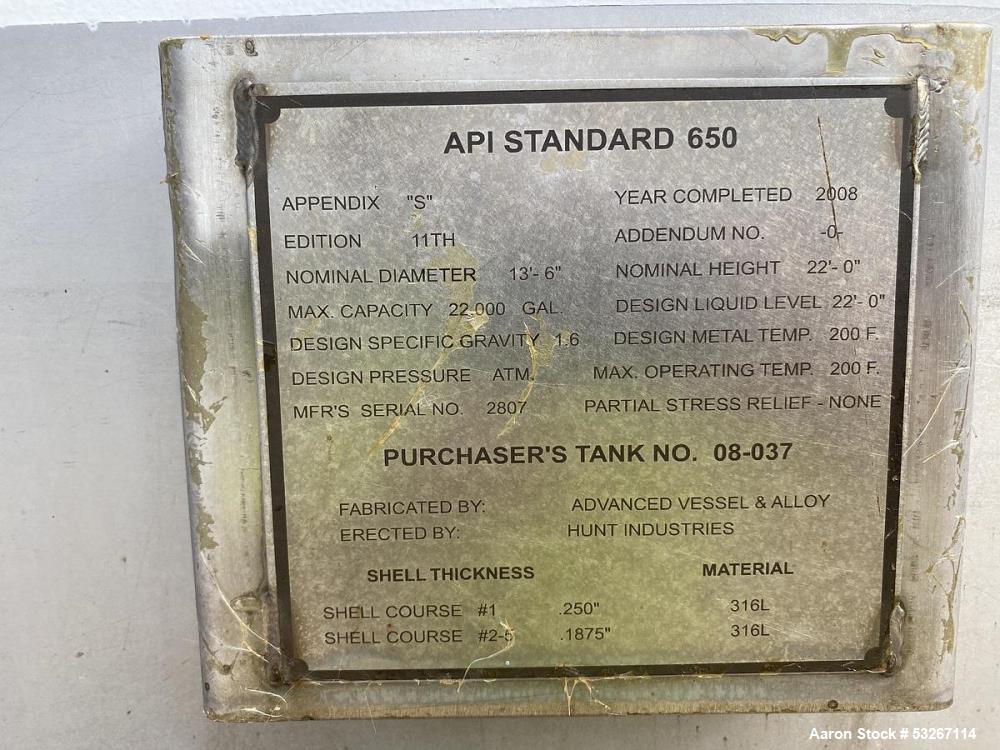 API STANDARD 650
APPENDIX "S" YEAR COMPLETED 2008
EDITION 11TH ADDENDUM NO. -0-
NOMINAL DIAMETER 13'- 6" NOMINAL HEIGHT 22'- 0"
MAX. CAPACITY 22,000 GAL. DESIGN LIQUID LEVEL 22'- 0"
DESIGN SPECIFIC GRAVITY 1.6 DESIGN METAL TEMP. 200 F.
DESIGN PRESSURE ATM. MAX. OPERATING TEMP. 200 F.
MFR'S SERIAL NO. 2807 PARTIAL STRESS RELIEF - NONE
PURCHASER'S TANK NO. 08-037
FABRICATED BY: ADVANCED VESSEL & ALLOY
ERECTED BY: HUNT INDUSTRIES
SHELL THICKNESS MATERIAL
SHELL COURSE #1 .250" 316L
SHELL COURSE #2-5 .1875" 316L
Aaron Stock # 53267114